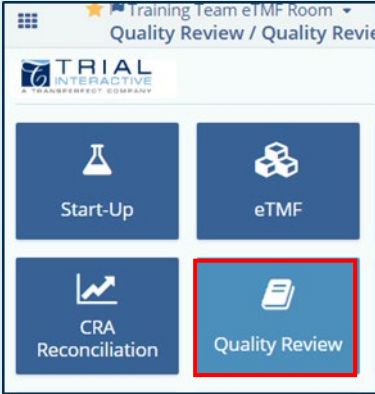 Training Team eTMF Room
Quality Review / Quality Revie
TRIAL
INTERACTIVE
A TRANSPERFECT COMPANY
Start-Up
eTMF
CRA
Reconciliation
Quality Review